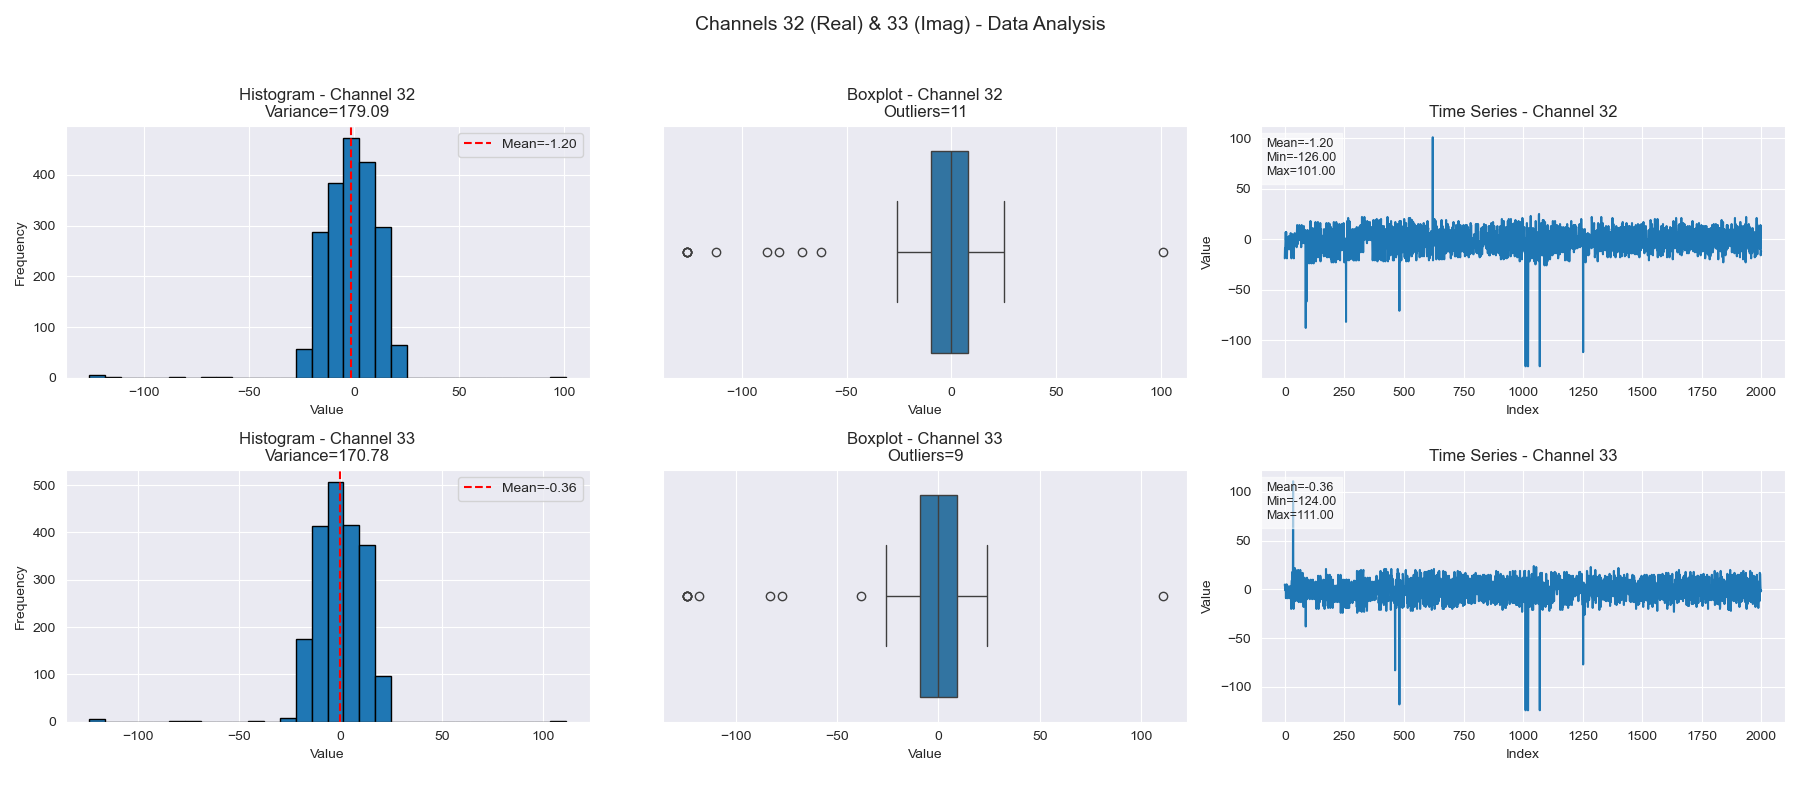 Channels 32 (Real) & 33 (Imag) - Data Analysis
Histogram - Channel 32
Variance=179.09
Mean=-1.20
Frequency
400
300
200
100
0
−100
−50
0
50
100
Value
Boxplot - Channel 32
Outliers=11
−100
−50
0
50
100
Value
Time Series - Channel 32
Mean=-1.20
Min=-126.00
Max=101.00
Value
100
50
0
−50
−100
0
250
500
750
1000
1250
1500
1750
2000
Index
Histogram - Channel 33
Variance=170.78
Mean=-0.36
Frequency
500
400
300
200
100
0
−100
−50
0
50
100
Value
Boxplot - Channel 33
Outliers=9
−100
−50
0
50
100
Value
Time Series - Channel 33
Mean=-0.36
Min=-124.00
Max=111.00
Value
100
50
0
−50
−100
0
250
500
750
1000
1250
1500
1750
2000
Index